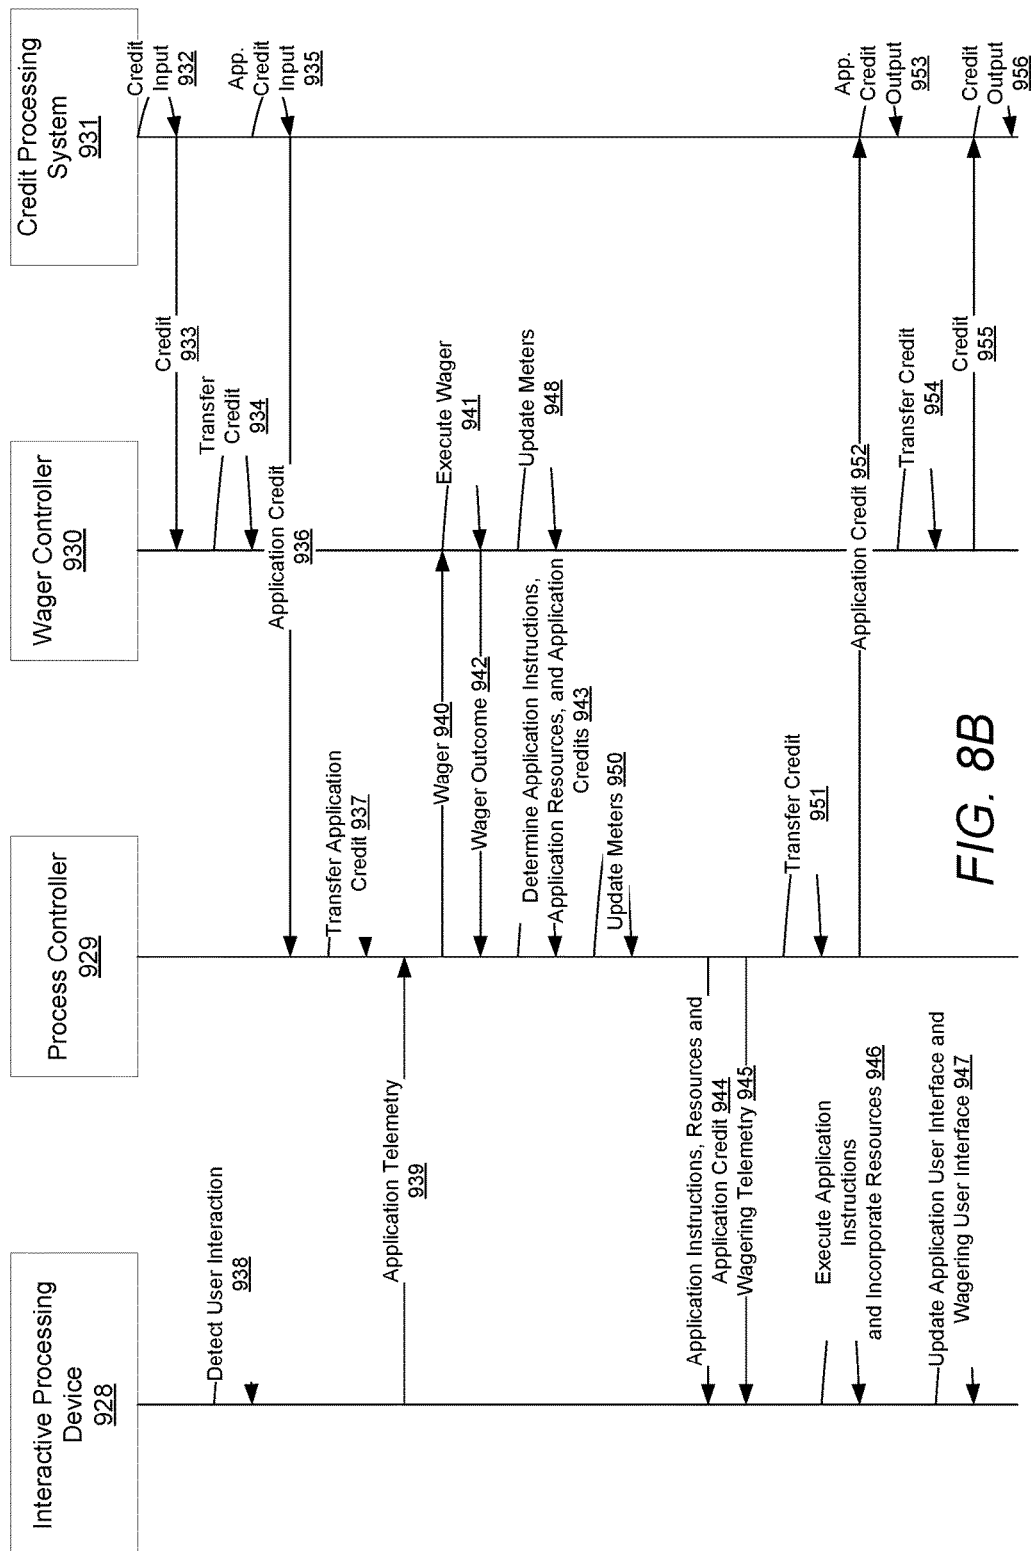 Interactive Processing
Device
928
Process Controller
929
Wager Controller
930
Credit Processing
System
931
Credit
Input
932
Credit
933
Transfer
Credit
934
App.
Credit
Input
935
Application Credit
936
Transfer Application
Credit 937
Detect User Interaction
938
Application Telemetry
939
Wager 940
Execute Wager
941
Wager Outcome 942
Update Meters
948
Determine Application Instructions,
Application Resources, and Application
Credits 943
Update Meters 950
Application Instructions, Resources and
Application Credit 944
Wagering Telemetry 945
Transfer Credit
951
Execute Application
Instructions
and Incorporate Resources 946
Application Credit 952
App.
Credit
Output
953
Transfer Credit
954
Update Application User Interface and
Wagering User Interface 947
Credit
955
Credit
Output
956
FIG. 8B